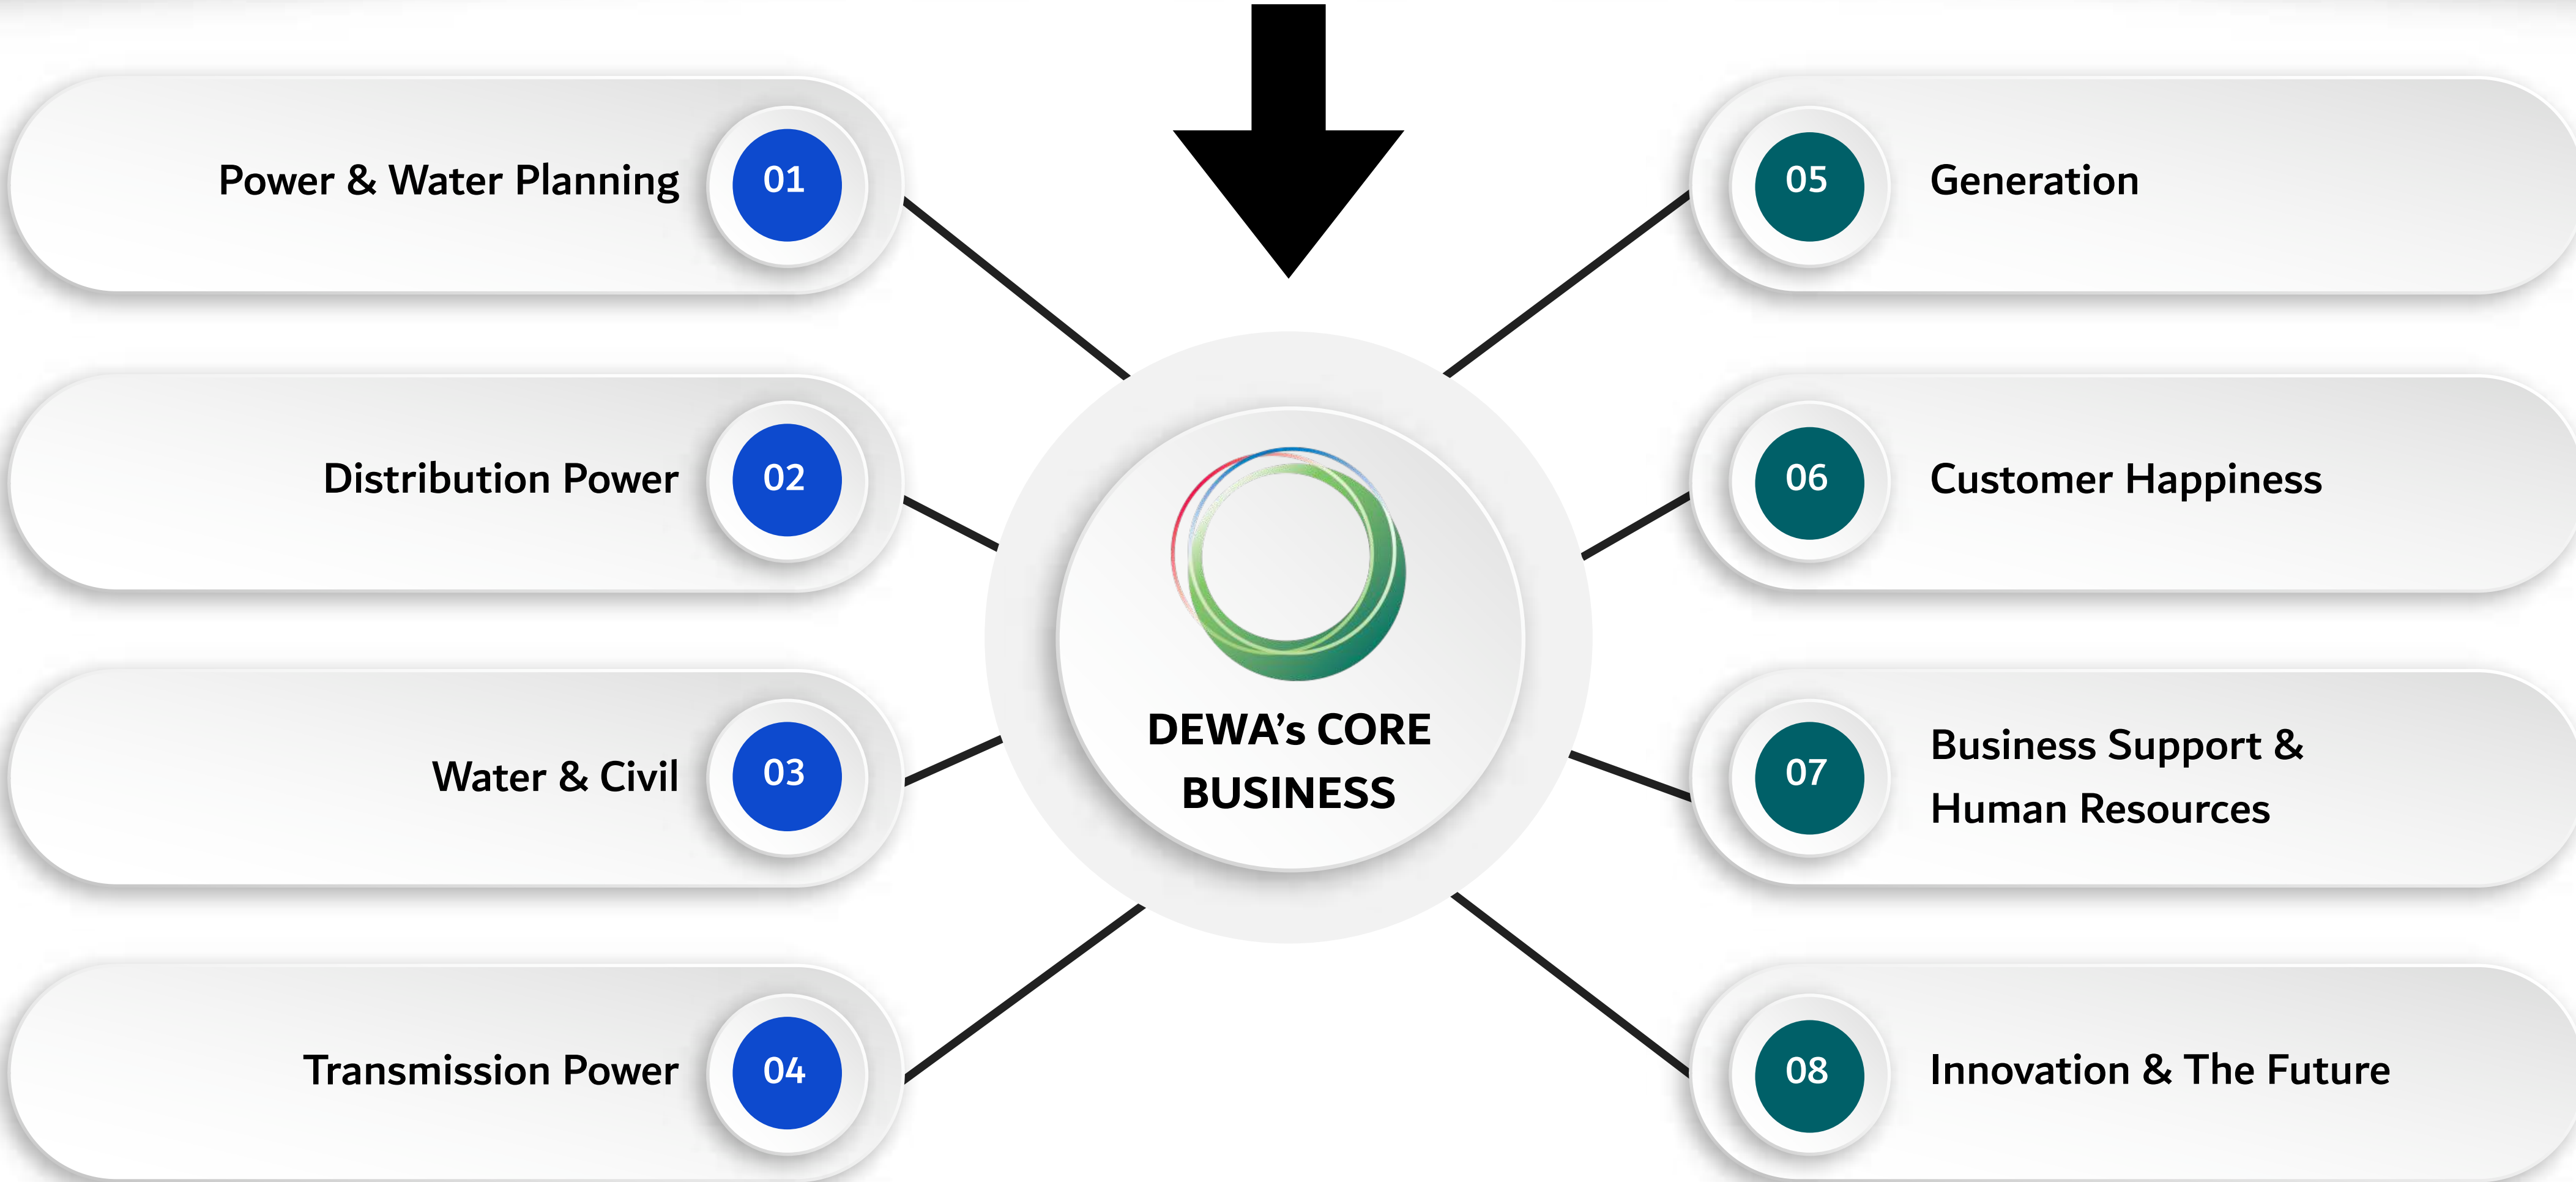 Power & Water Planning
01
Distribution Power
02
Water & Civil
03
Transmission Power
04
DEWA’s CORE
BUSINESS
05
Generation
06
Customer Happiness
07
Business Support &
Human Resources
08
Innovation & The Future